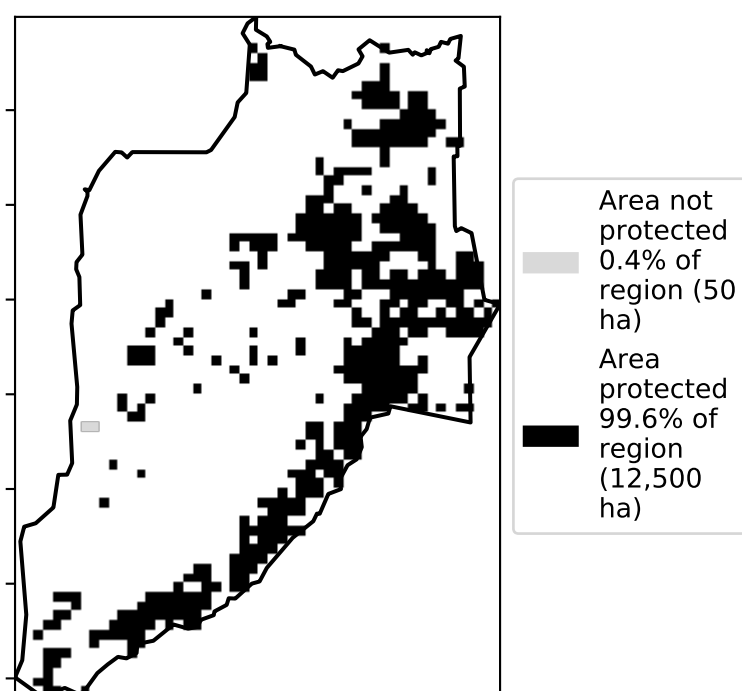 Area not
protected
0.4% of
region (50
ha)
Area
protected
99.6% of
region
(12,500
ha)